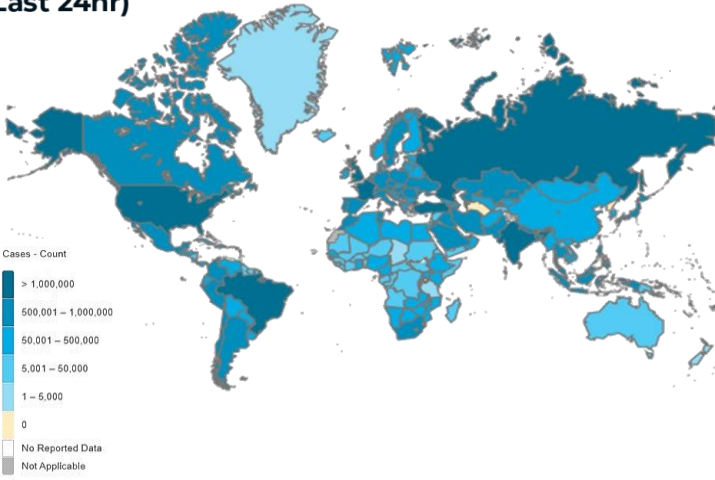 Last 24hr)
Cases - Count
> 1,000,000
500,001 – 1,000,000
50,001 – 500,000
5,001 – 50,000
1 – 5,000
0
No Reported Data
Not Applicable